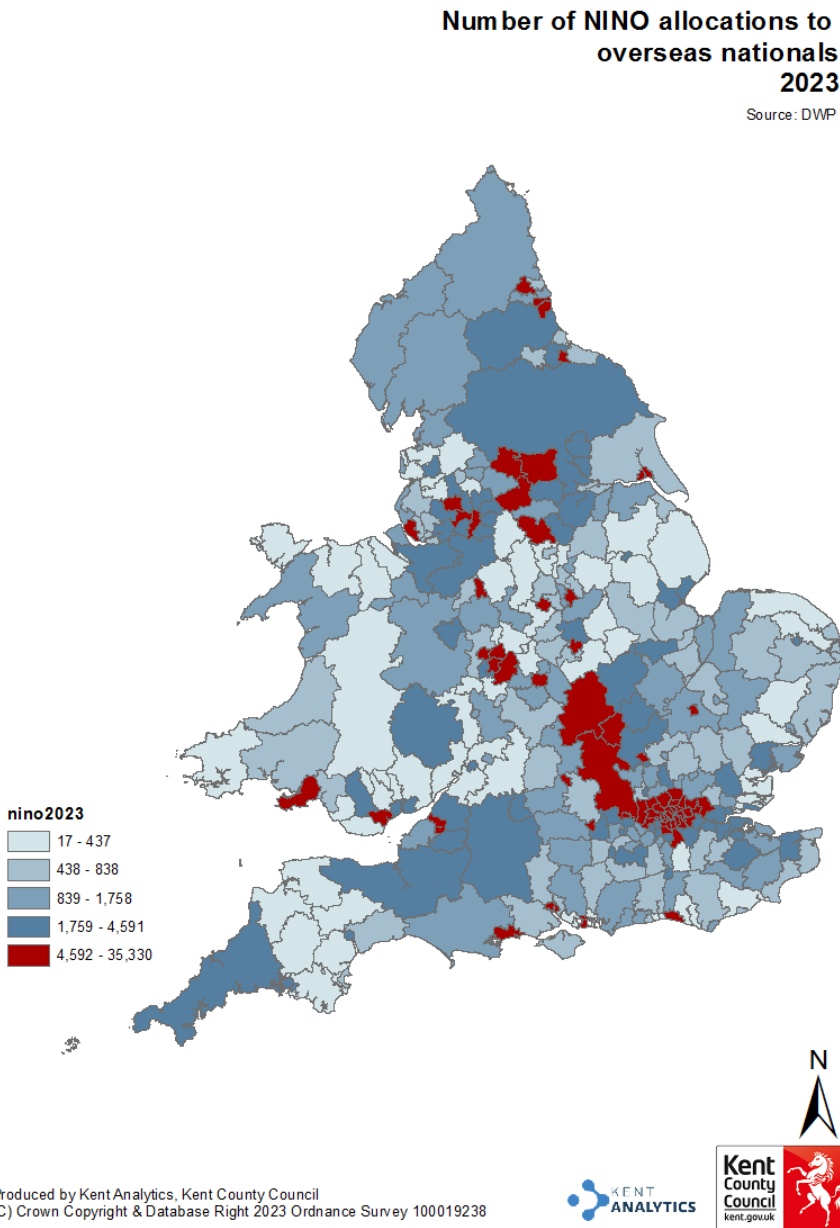 Number of NINO allocations to
overseas nationals
2023
Source: DWP
nino2023
17 - 437
438 - 838
839 - 1,758
1,759 - 4,591
4,592 - 35,330
N
roduced by Kent Analytics, Kent County Council
C) Crown Copyright & Database Right 2023 Ordnance Survey 100019238
KENT
ANALYTICS
Kent
County
Council
kent.gov.uk